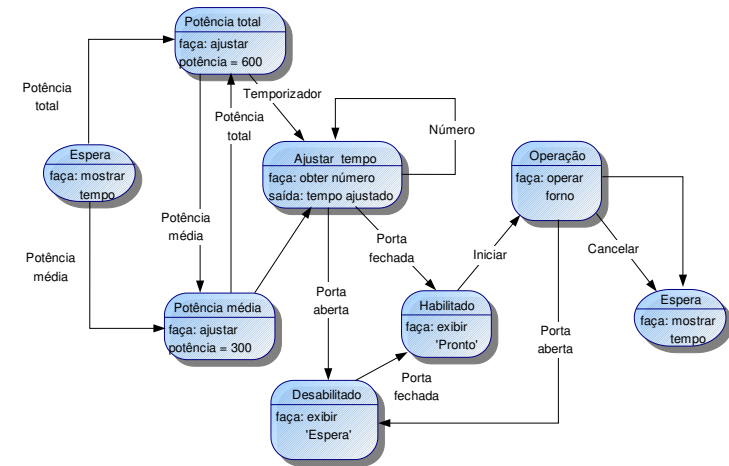 Potência total
faça: ajustar
potência = 600
Potência
total
Temporizador
Potência
total
Número
Espera
faça: mostrar
tempo
Ajustar tempo
faça: obter número
saída: tempo ajustado
Operação
faça: operar
forno
Potência
média
Potência
média
Porta
fechada
Iniciar
Cancelar
Potência média
faça: ajustar
potência = 300
Porta
aberta
Habilitado
faça: exibir
'Pronto'
Espera
faça: mostrar
tempo
Porta
aberta
Porta
fechada
Desabilitado
faça: exibir
'Espera'